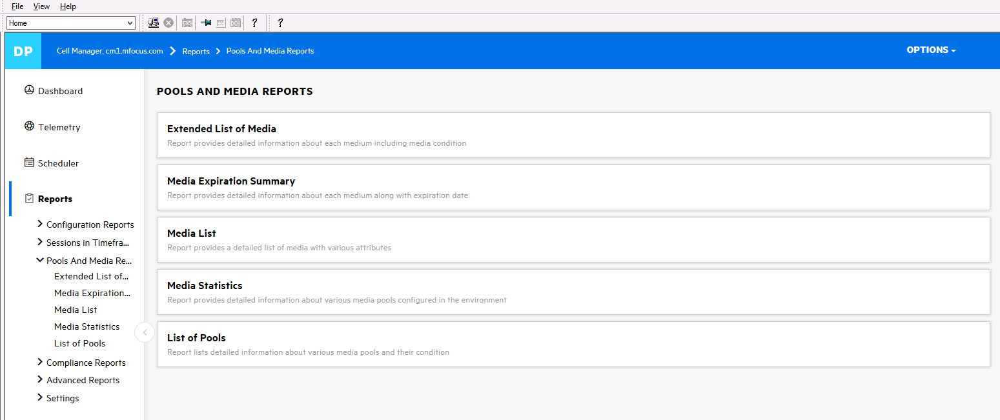 File View Help
Home
? ?
DP Cell Manager: cm1.mfocus.com Reports Pools And Media Reports OPTIONS
Dashboard
Telemetry
Scheduler
Reports
Configuration Reports
Sessions in Timefra...
Pools And Media Re...
Extended List of...
Media Expiration...
Media List
Media Statistics
List of Pools
Compliance Reports
Advanced Reports
Settings
POOLS AND MEDIA REPORTS
Extended List of Media
Report provides detailed information about each medium including media condition
Media Expiration Summary
Report provides detailed information about each medium along with expiration date
Media List
Report provides a detailed list of media with various attributes
Media Statistics
Report provides detailed information about various media pools configured in the environment
List of Pools
Report lists detailed information about various media pools and their condition